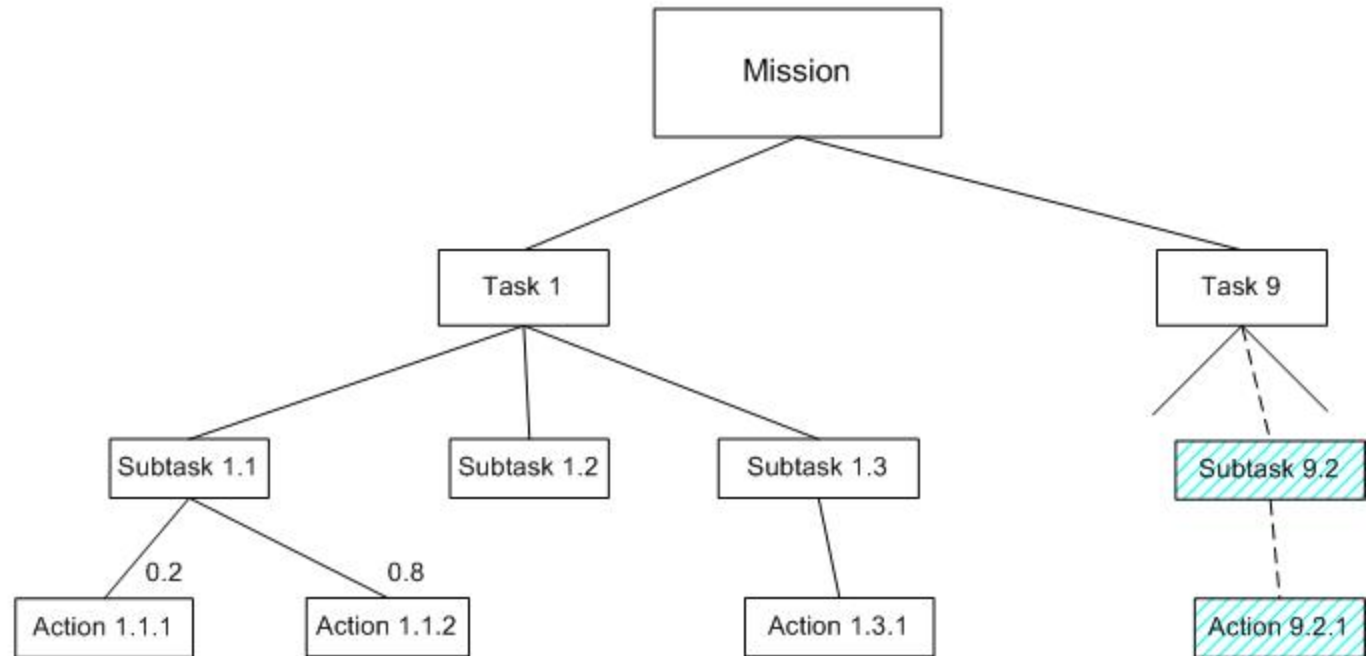 Mission
Task 1
Task 9
Subtask 1.1
Subtask 1.2
Subtask 1.3
Subtask 9.2
0.2
0.8
Action 1.1.1
Action 1.1.2
Action 1.3.1
Action 9.2.1